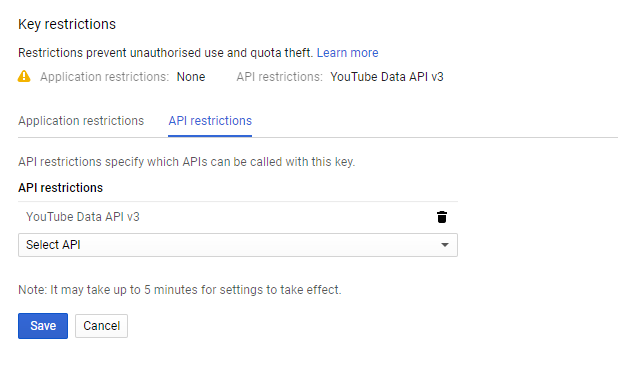 Key restrictions
Restrictions prevent unauthorised use and quota theft. Learn more
Application restrictions: None API restrictions: YouTube Data API v3
Application restrictions API restrictions
API restrictions specify which APIs can be called with this key.
API restrictions
YouTube Data API v3
Select API
Note: It may take up to 5 minutes for settings to take effect.
Save Cancel